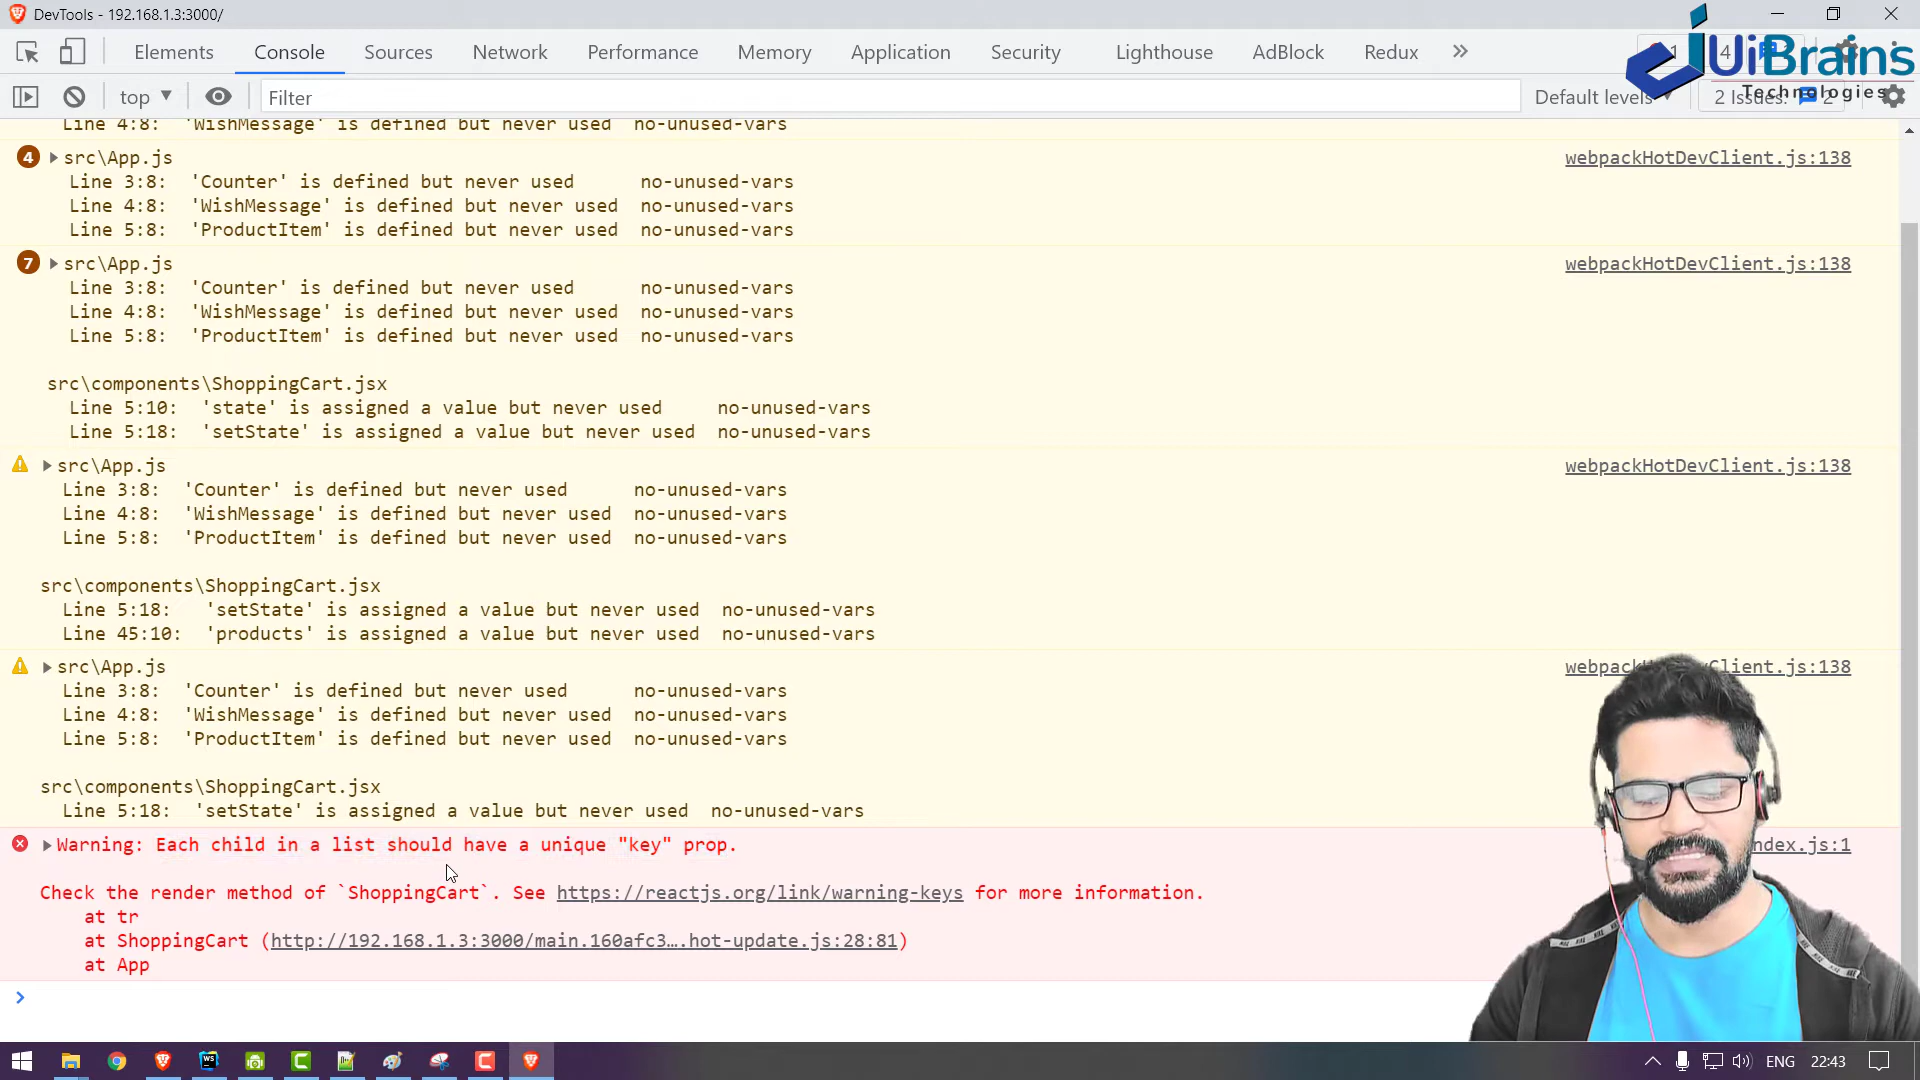 DevTools - 192.168.1.3:3000/
Elements Console Sources Network Performance Memory Application Security Lighthouse AdBlock Redux
UiBrains
Technologies
top Filter Default levels 2 Issues: 2
Line 4:8: 'WishMessage' is defined but never used no-unused-vars
4 src\App.js webpackHotDevClient.js:138
Line 3:8: 'Counter' is defined but never used no-unused-vars
Line 4:8: 'WishMessage' is defined but never used no-unused-vars
Line 5:8: 'ProductItem' is defined but never used no-unused-vars
7 src\App.js webpackHotDevClient.js:138
Line 3:8: 'Counter' is defined but never used no-unused-vars
Line 4:8: 'WishMessage' is defined but never used no-unused-vars
Line 5:8: 'ProductItem' is defined but never used no-unused-vars
src\components\ShoppingCart.jsx
Line 5:10: 'state' is assigned a value but never used no-unused-vars
Line 5:18: 'setState' is assigned a value but never used no-unused-vars
src\App.js webpackHotDevClient.js:138
Line 3:8: 'Counter' is defined but never used no-unused-vars
Line 4:8: 'WishMessage' is defined but never used no-unused-vars
Line 5:8: 'ProductItem' is defined but never used no-unused-vars
src\components\ShoppingCart.jsx
Line 5:18: 'setState' is assigned a value but never used no-unused-vars
Line 45:10: 'products' is assigned a value but never used no-unused-vars
src\App.js webpackHotDevClient.js:138
Line 3:8: 'Counter' is defined but never used no-unused-vars
Line 4:8: 'WishMessage' is defined but never used no-unused-vars
Line 5:8: 'ProductItem' is defined but never used no-unused-vars
src\components\ShoppingCart.jsx
Line 5:18: 'setState' is assigned a value but never used no-unused-vars
Warning: Each child in a list should have a unique "key" prop. ndex.js:1
Check the render method of `ShoppingCart`. See https://reactjs.org/link/warning-keys for more information.
at tr
at ShoppingCart (http://192.168.1.3:3000/main.160afc3….hot-update.js:28:81)
at App
ENG 22:43